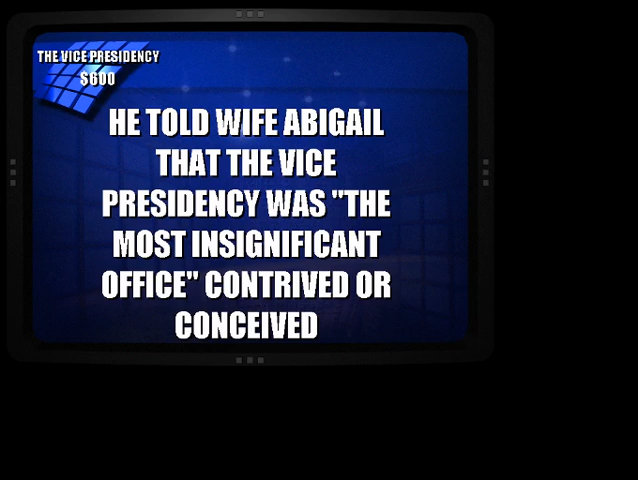 THE VICE PRESIDENCY
$600
HE TOLD WIFE ABIGAIL
THAT THE VICE
PRESIDENCY WAS "THE
MOST INSIGNIFICANT
OFFICE" CONTRIVED OR
CONCEIVED